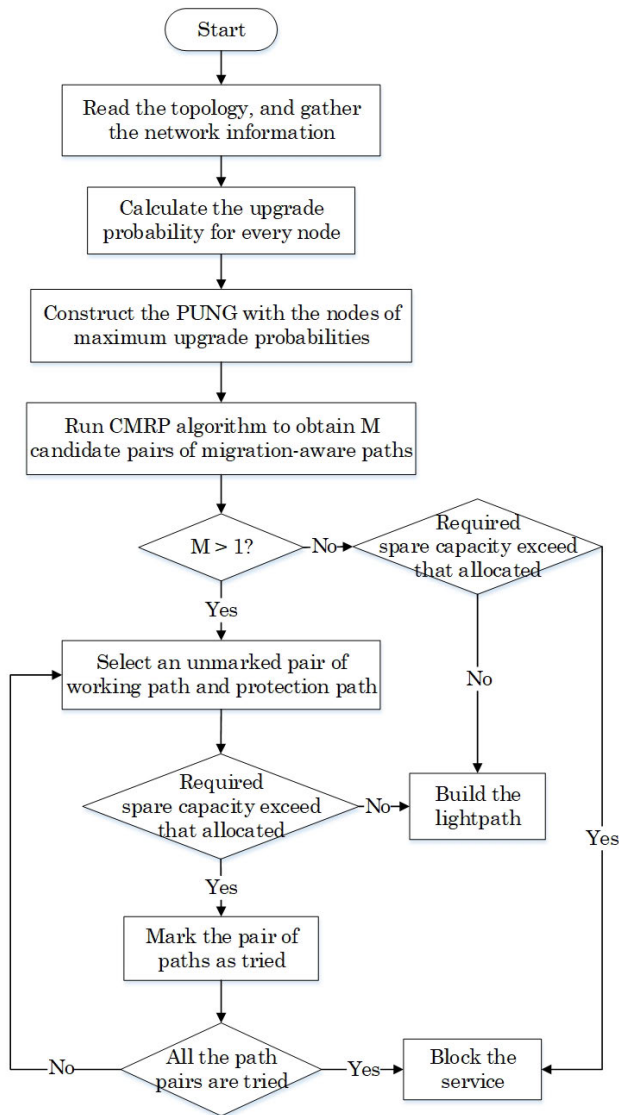 Start
Read the topology, and gather
the network information
Calculate the upgrade
probability for every node
Construct the PUNG with the nodes of
maximum upgrade probabilities
Run CMRP algorithm to obtain M
candidate pairs of migration-aware paths
M > 1?
No
Required
spare capacity exceed
that allocated
Yes
Select an unmarked pair of
working path and protection path
No
Required
spare capacity exceed
that allocated
No
Build the
lightpath
Yes
Yes
Mark the pair of
paths as tried
No
All the path
pairs are tried
Yes
Block the
service